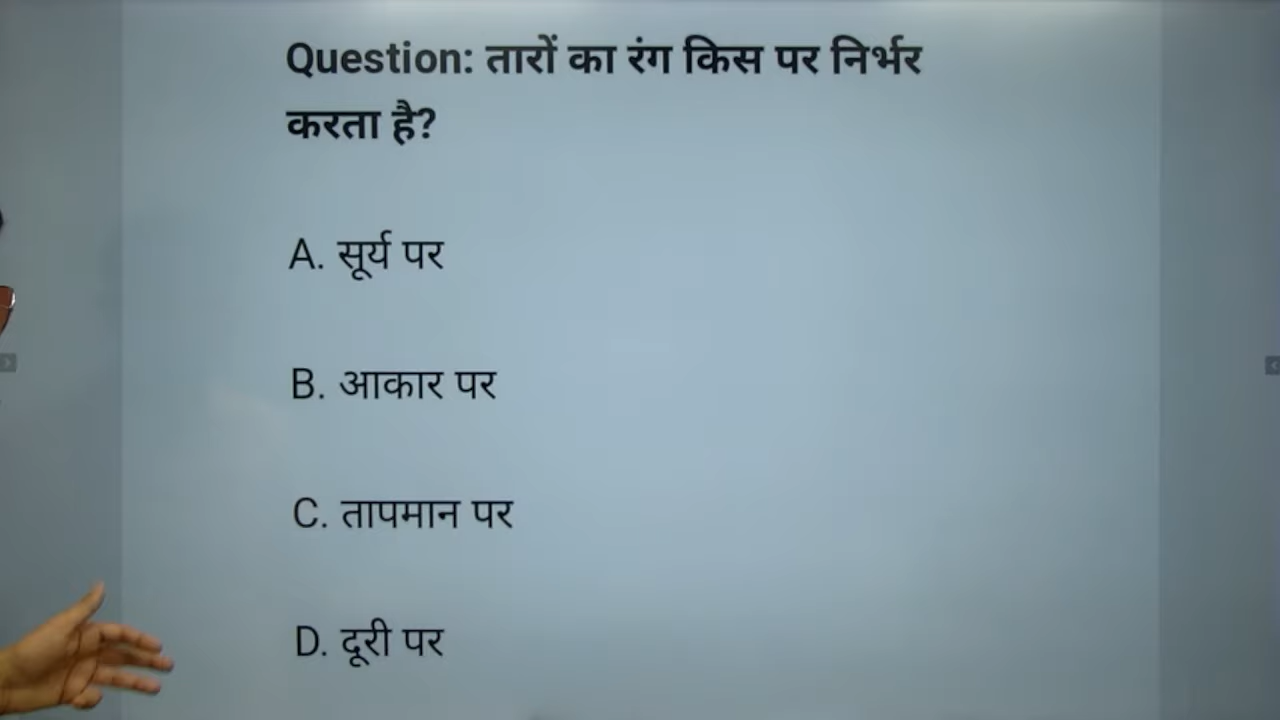 Question: तारों का रंग किस पर निर्भर
करता है?
A. सूर्य पर
B. आकार पर
C. तापमान पर
D. दूरी पर